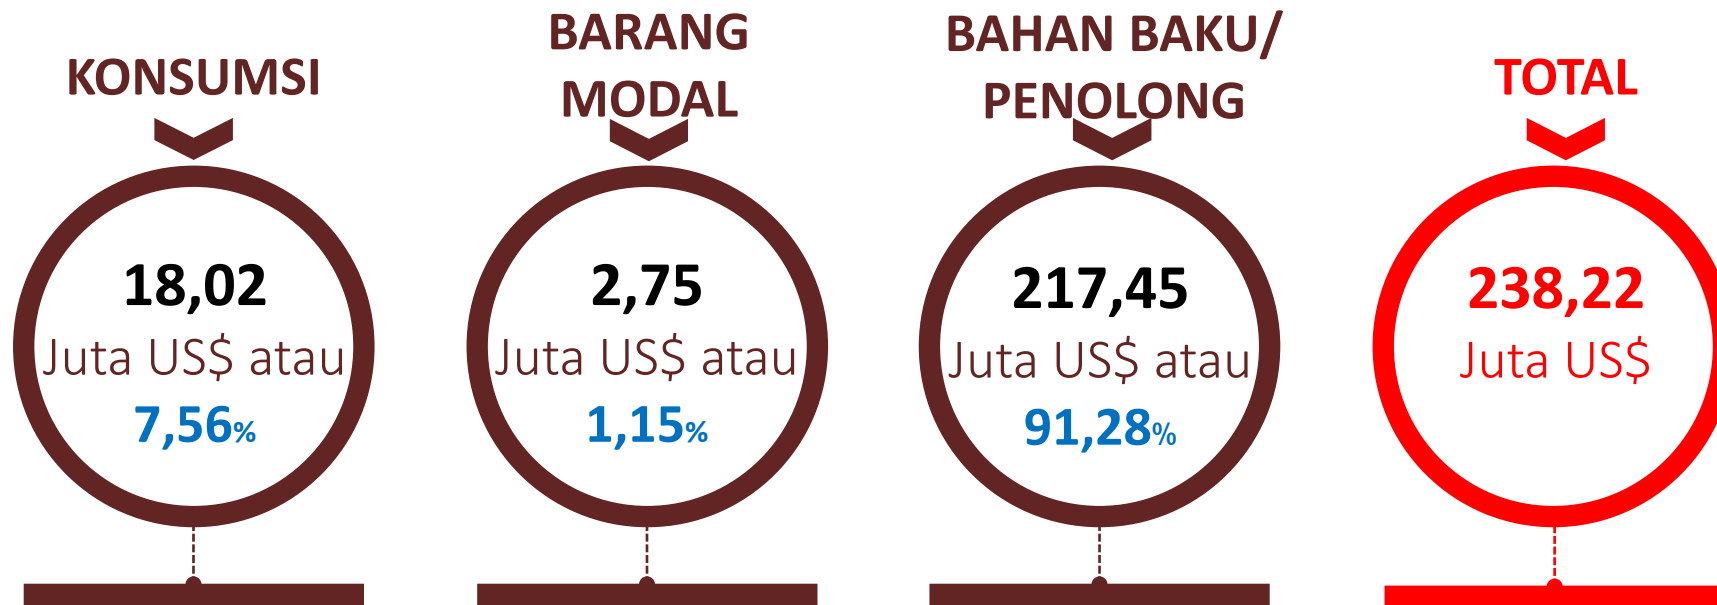 KONSUMSI
18,02
Juta US$ atau
7,56%
BARANG
MODAL
2,75
Juta US$ atau
1,15%
BAHAN BAKU/
PENOLONG
217,45
Juta US$ atau
91,28%
TOTAL
238,22
Juta US$